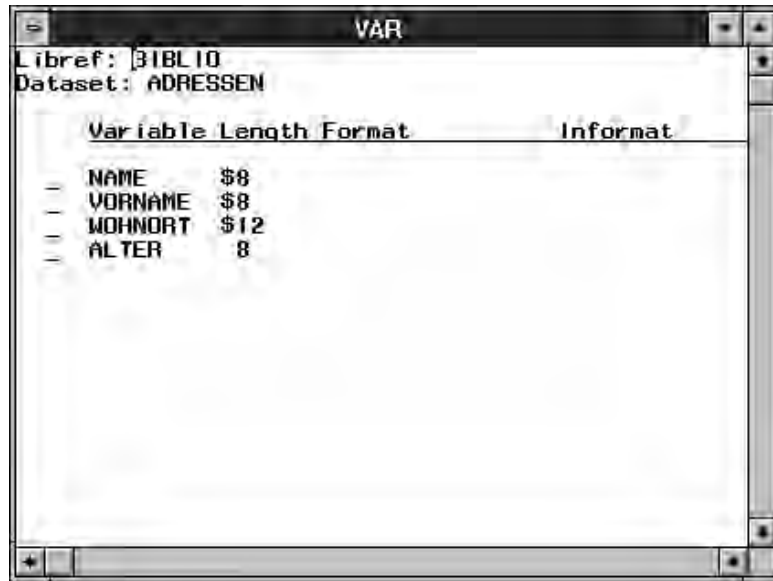 VAR
Libref: BIBLIO
Dataset: ADRESSEN
Variable Length Format Informat
_ NAME $8
_ VORNAME $8
_ WOHNORT $12
_ ALTER 8